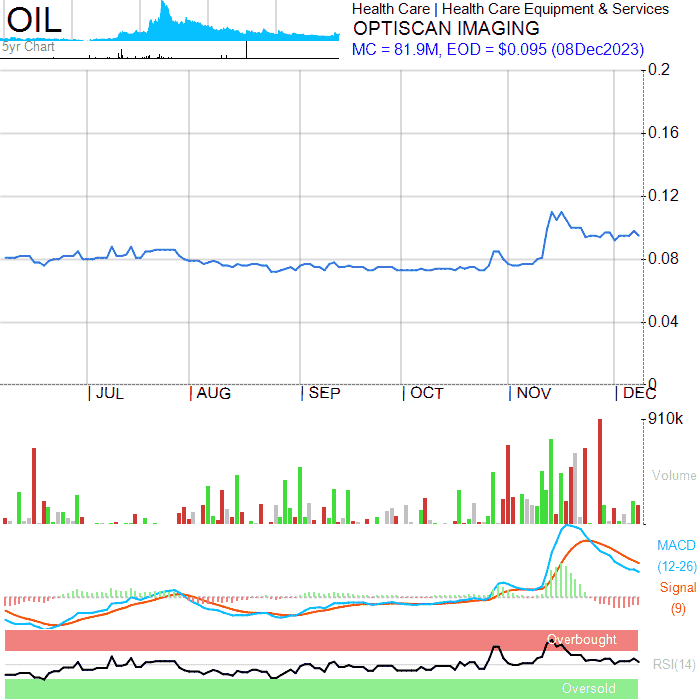 OIL
5yr Chart
Health Care | Health Care Equipment & Services
OPTISCAN IMAGING
MC = 81.9M, EOD = $0.095 (08Dec2023)
0.2
0.16
0.12
0.08
0.04
0
JUL AUG SEP OCT NOV DEC
910k
Volume
MACD
(12-26)
Signal
(9)
Overbought
RSI(14)
Oversold